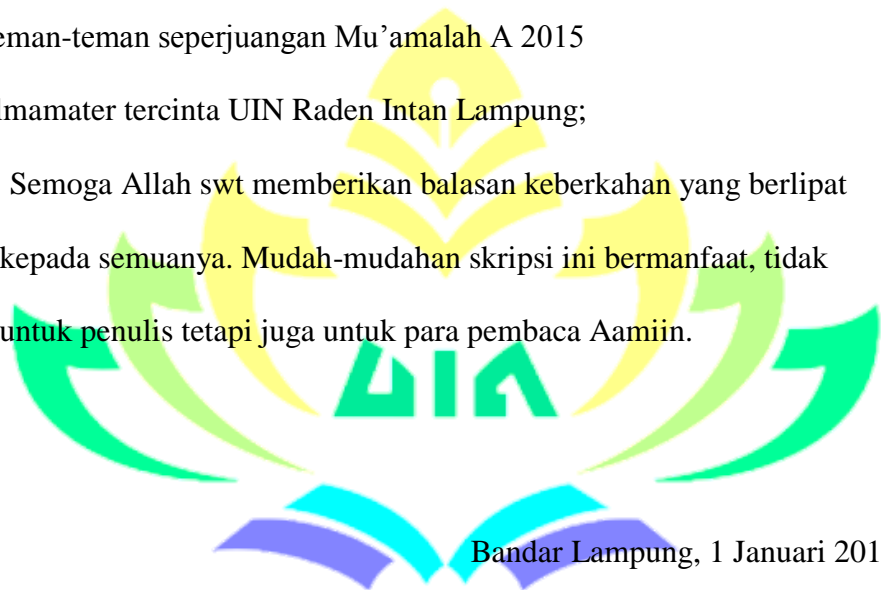 eman-teman seperjuangan Mu’amalah A 2015
lmamater tercinta UIN Raden Intan Lampung;
Semoga Allah swt memberikan balasan keberkahan yang berlipat
kepada semuanya. Mudah-mudahan skripsi ini bermanfaat, tidak
untuk penulis tetapi juga untuk para pembaca Aamiin.
UIN
Bandar Lampung, 1 Januari 201